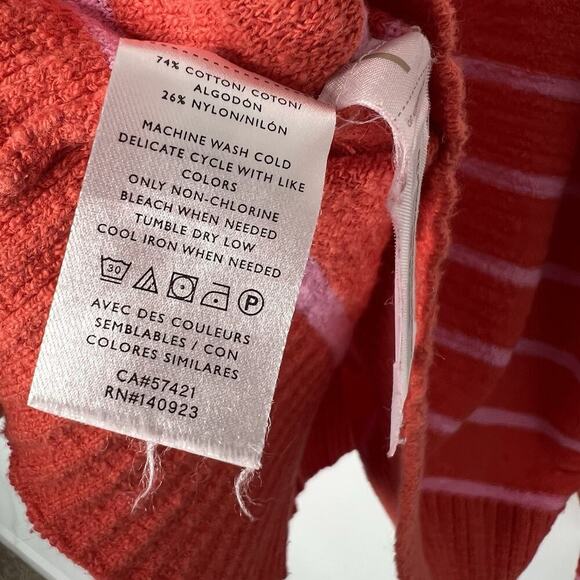 74% COTTON/ COTON/
ALGODÓN
26% NYLON/NILÓN
MACHINE WASH COLD
DELICATE CYCLE WITH LIKE
COLORS
ONLY NON-CHLORINE
BLEACH WHEN NEEDED
TUMBLE DRY LOW
COOL IRON WHEN NEEDED
30 P
AVEC DES COULEURS
SEMBLABLES / CON
COLORES SIMILARES
CA#57421
RN#140923